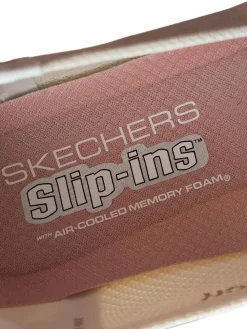 SKECHERS
Slip-ins™
WITH AIR-COOLED MEMORY FOAM®